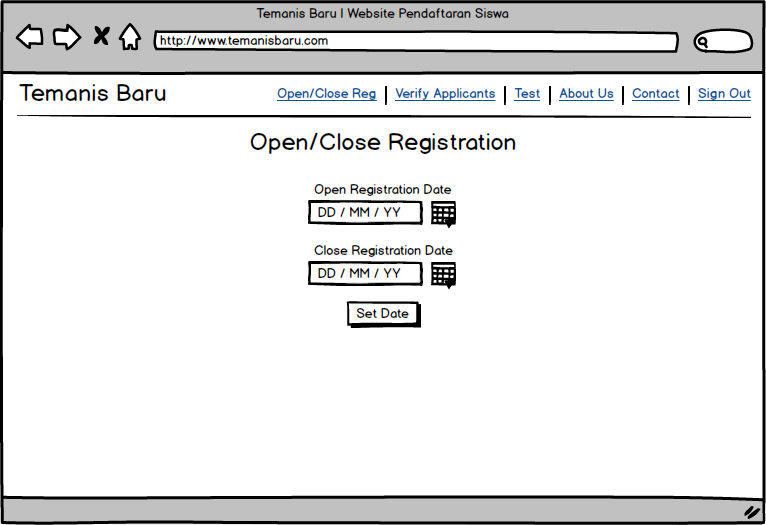 Temanis Baru | Website Pendaftaran Siswa
http://www.temanisbaru.com
Temanis Baru
Open/Close Reg | Verify Applicants | Test | About Us | Contact | Sign Out
Open/Close Registration
Open Registration Date
DD / MM / YY
Close Registration Date
DD / MM / YY
Set Date